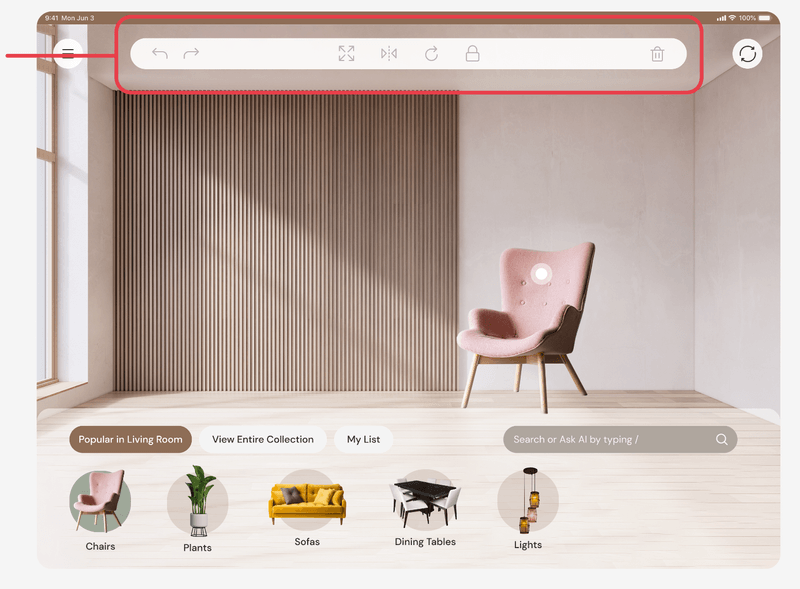 9:41 Mon Jun 3
100%
Popular in Living Room
View Entire Collection
My List
Search or Ask AI by typing /
Chairs
Plants
Sofas
Dining Tables
Lights